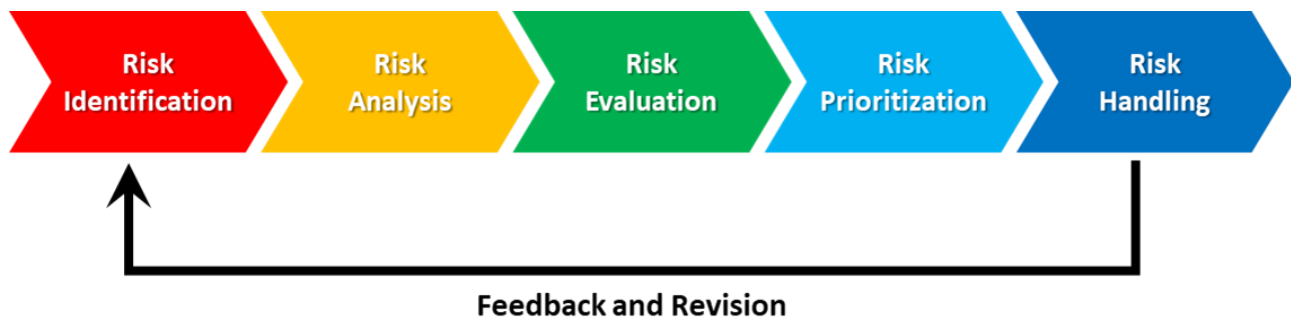 Risk
Identification
Risk
Analysis
Risk
Evaluation
Risk
Prioritization
Risk
Handling
Feedback and Revision